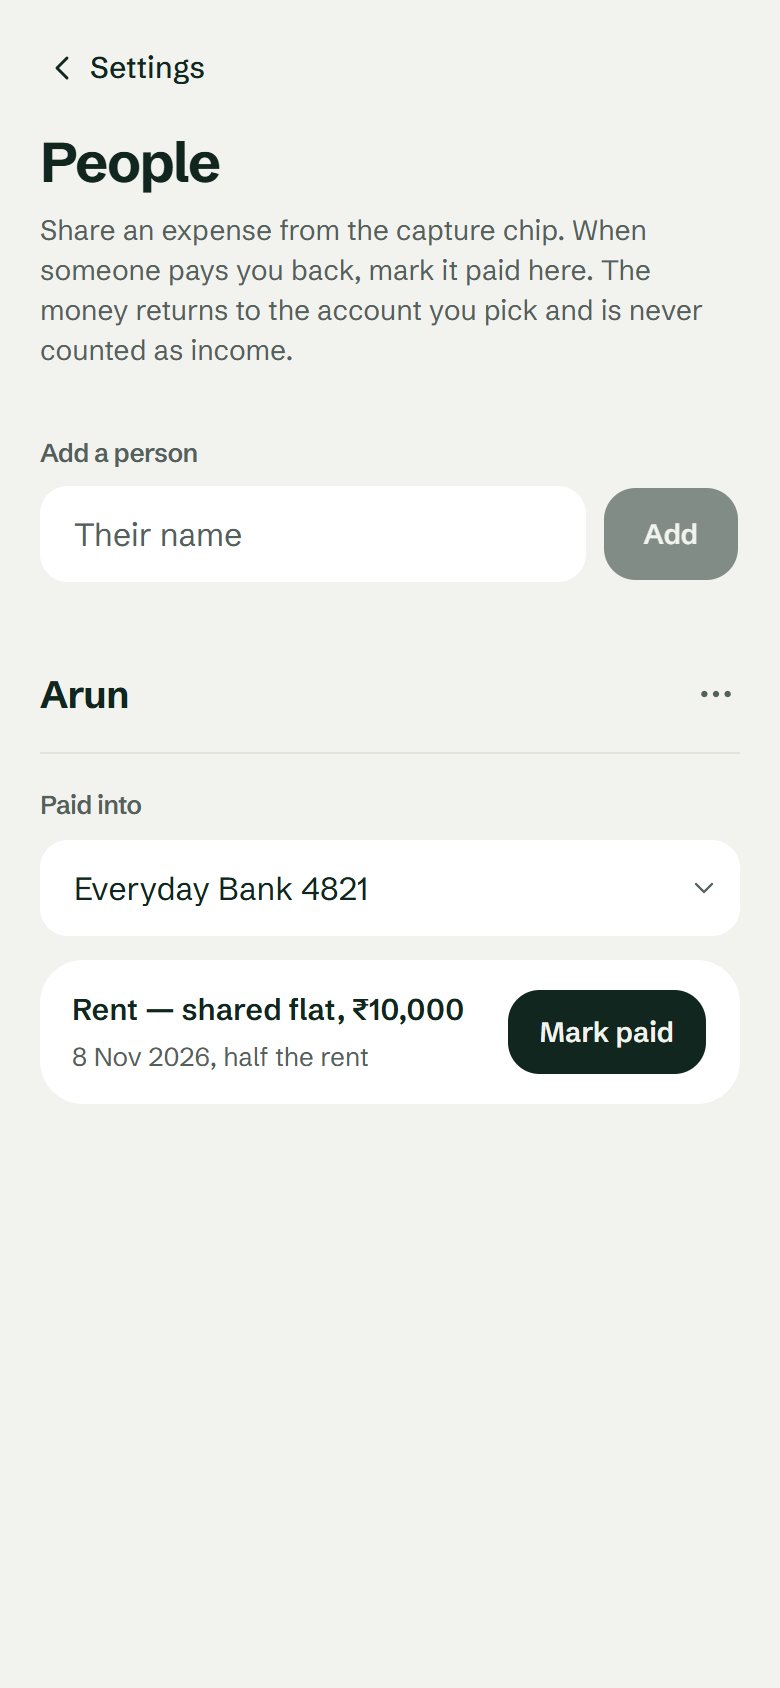 Settings
People
Share an expense from the capture chip. When
someone pays you back, mark it paid here. The
money returns to the account you pick and is never
counted as income.
Add a person
Their name
Add
Arun
Paid into
Everyday Bank 4821
Rent — shared flat, ₹10,000
8 Nov 2026, half the rent
Mark paid